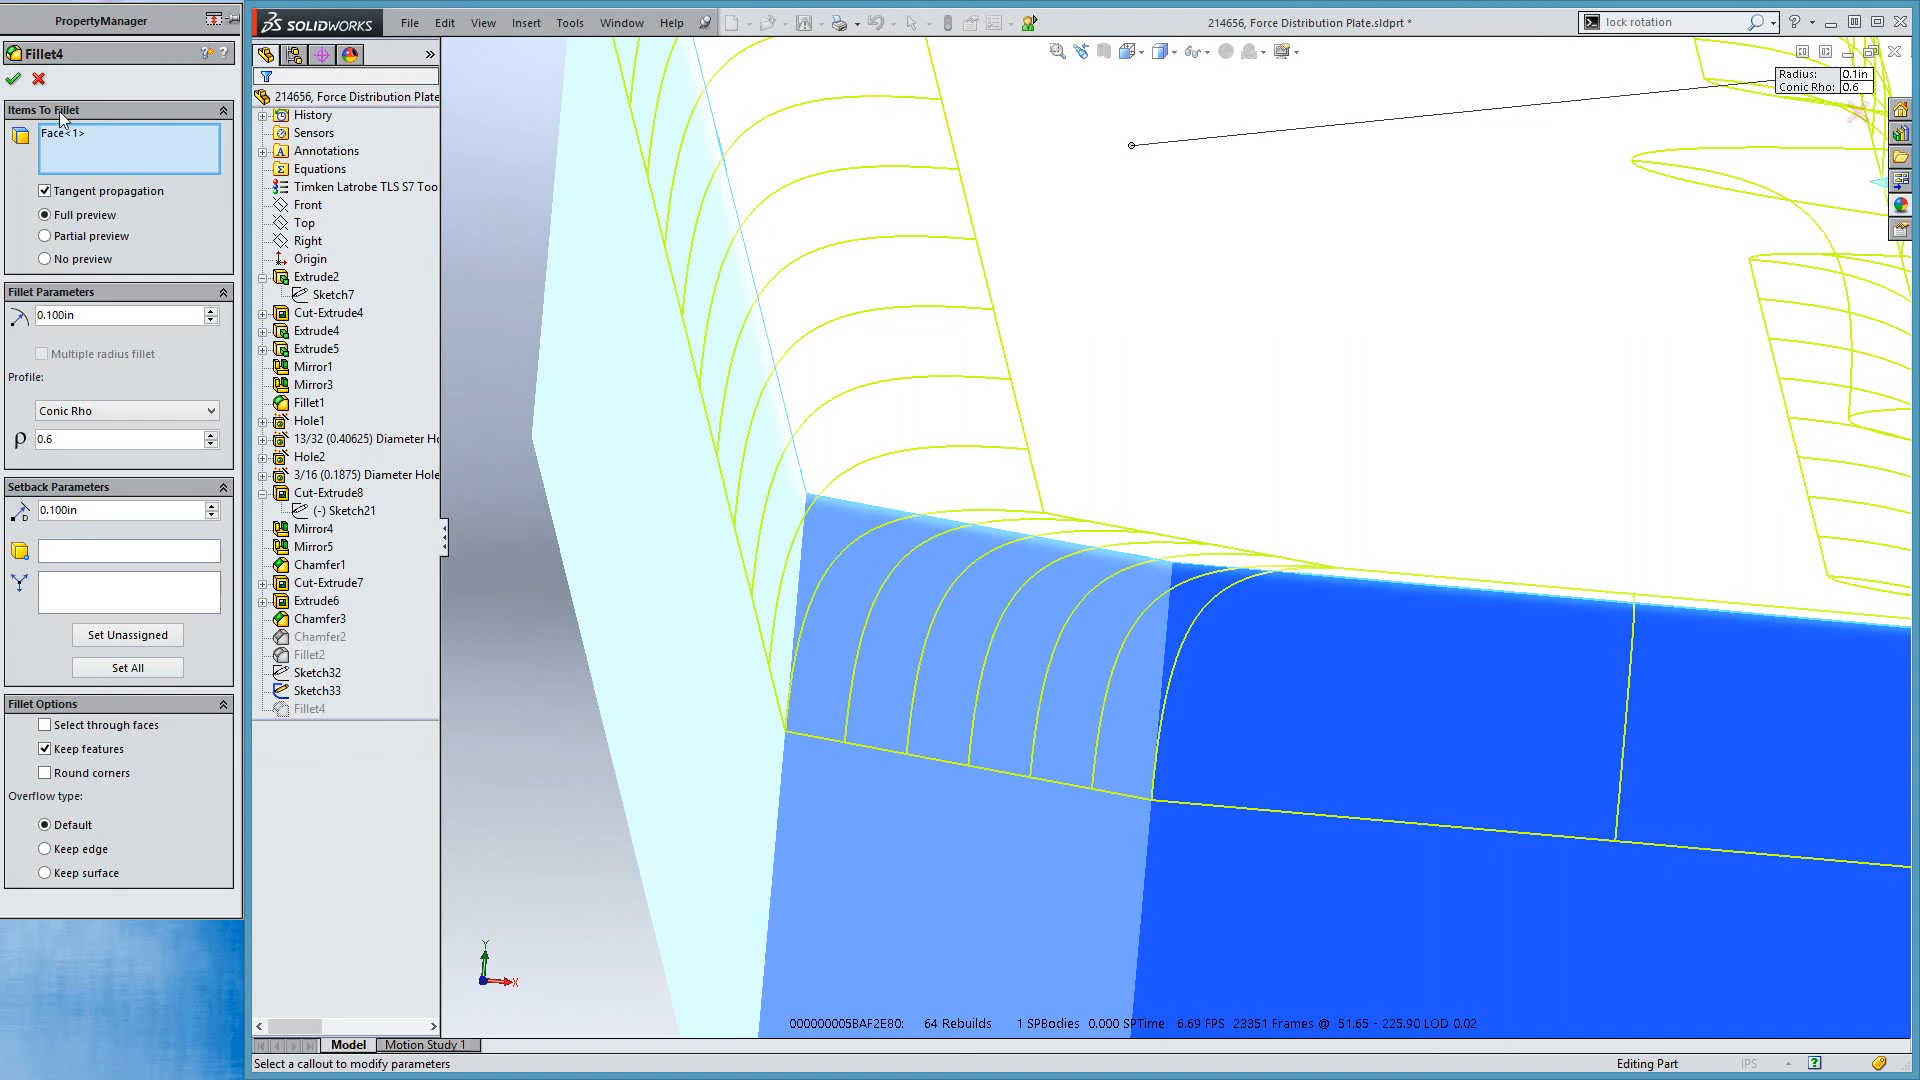 PropertyManager
Fillet4
Items To Fillet
Face<1>
Tangent propagation
Full preview
Partial preview
No preview
Fillet Parameters
0.100in
Multiple radius fillet
Profile:
Conic Rho
ρ 0.6
Setback Parameters
0.100in
Set Unassigned
Set All
Fillet Options
Select through faces
Keep features
Round corners
Overflow type:
Default
Keep edge
Keep surface
SOLIDWORKS File Edit View Insert Tools Window Help
214656, Force Distribution Plate.sldprt *
lock rotation
214656, Force Distribution Plate
History
Sensors
Annotations
Equations
Timken Latrobe TLS S7 Too
Front
Top
Right
Origin
Extrude2
Sketch7
Cut-Extrude4
Extrude4
Extrude5
Mirror1
Mirror3
Fillet1
Hole1
13/32 (0.40625) Diameter Ho
Hole2
3/16 (0.1875) Diameter Hole
Cut-Extrude8
(-) Sketch21
Mirror4
Mirror5
Chamfer1
Cut-Extrude7
Extrude6
Chamfer3
Chamfer2
Fillet2
Sketch32
Sketch33
Fillet4
Radius: 0.1in
Conic Rho: 0.6
Y
X
000000005BAF2E80: 64 Rebuilds 1 SPBodies 0.000 SPTime 6.69 FPS 23351 Frames @ 51.65 - 225.90 LOD 0.02
Model Motion Study 1
Select a callout to modify parameters
Editing Part
IPS